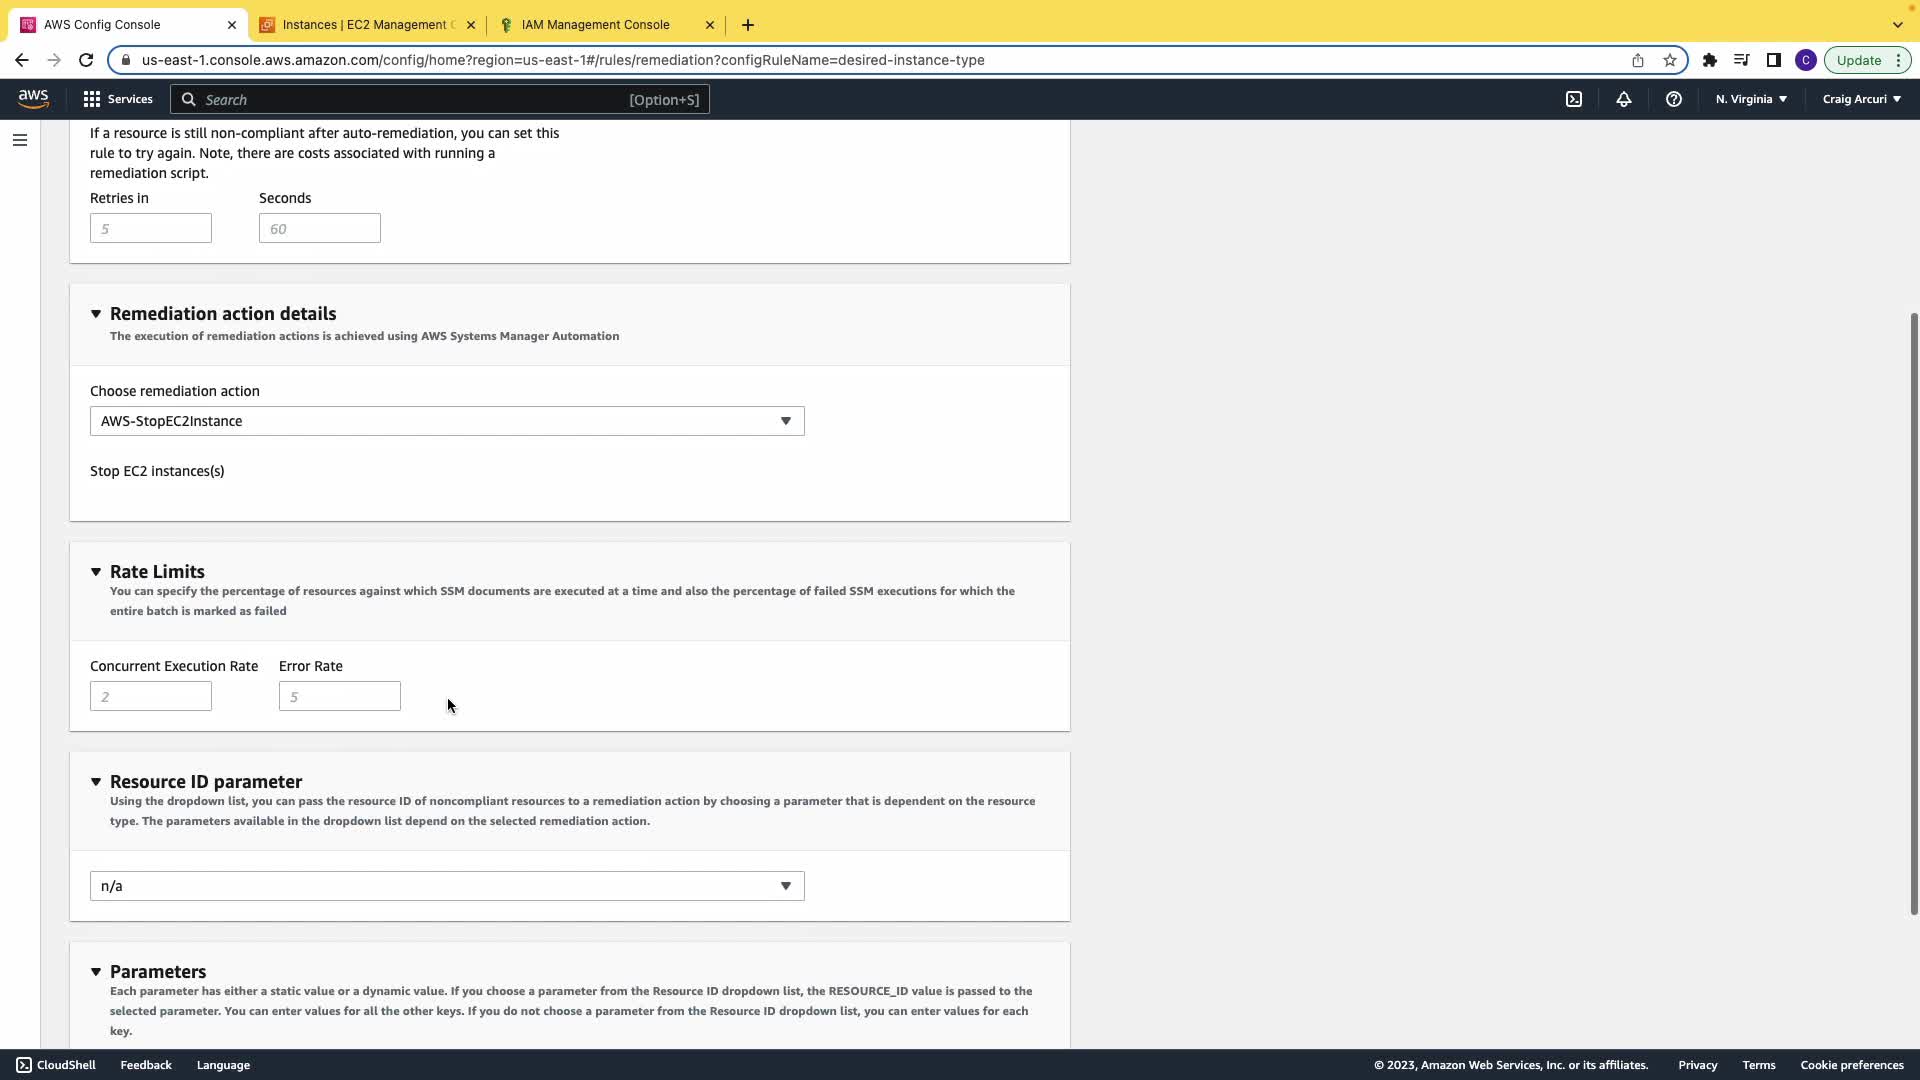 AWS Config Console
Instances | EC2 Management C
IAM Management Console
us-east-1.console.aws.amazon.com/config/home?region=us-east-1#/rules/remediation?configRuleName=desired-instance-type
C
Update
aws
Services
Search
[Option+S]
N. Virginia
Craig Arcuri
If a resource is still non-compliant after auto-remediation, you can set this
rule to try again. Note, there are costs associated with running a
remediation script.
Retries in
Seconds
5
60
Remediation action details
The execution of remediation actions is achieved using AWS Systems Manager Automation
Choose remediation action
AWS-StopEC2Instance
Stop EC2 instances(s)
Rate Limits
You can specify the percentage of resources against which SSM documents are executed at a time and also the percentage of failed SSM executions for which the
entire batch is marked as failed
Concurrent Execution Rate
Error Rate
2
5
Resource ID parameter
Using the dropdown list, you can pass the resource ID of noncompliant resources to a remediation action by choosing a parameter that is dependent on the resource
type. The parameters available in the dropdown list depend on the selected remediation action.
n/a
Parameters
Each parameter has either a static value or a dynamic value. If you choose a parameter from the Resource ID dropdown list, the RESOURCE_ID value is passed to the
selected parameter. You can enter values for all the other keys. If you do not choose a parameter from the Resource ID dropdown list, you can enter values for each
key.
CloudShell
Feedback
Language
© 2023, Amazon Web Services, Inc. or its affiliates.
Privacy
Terms
Cookie preferences